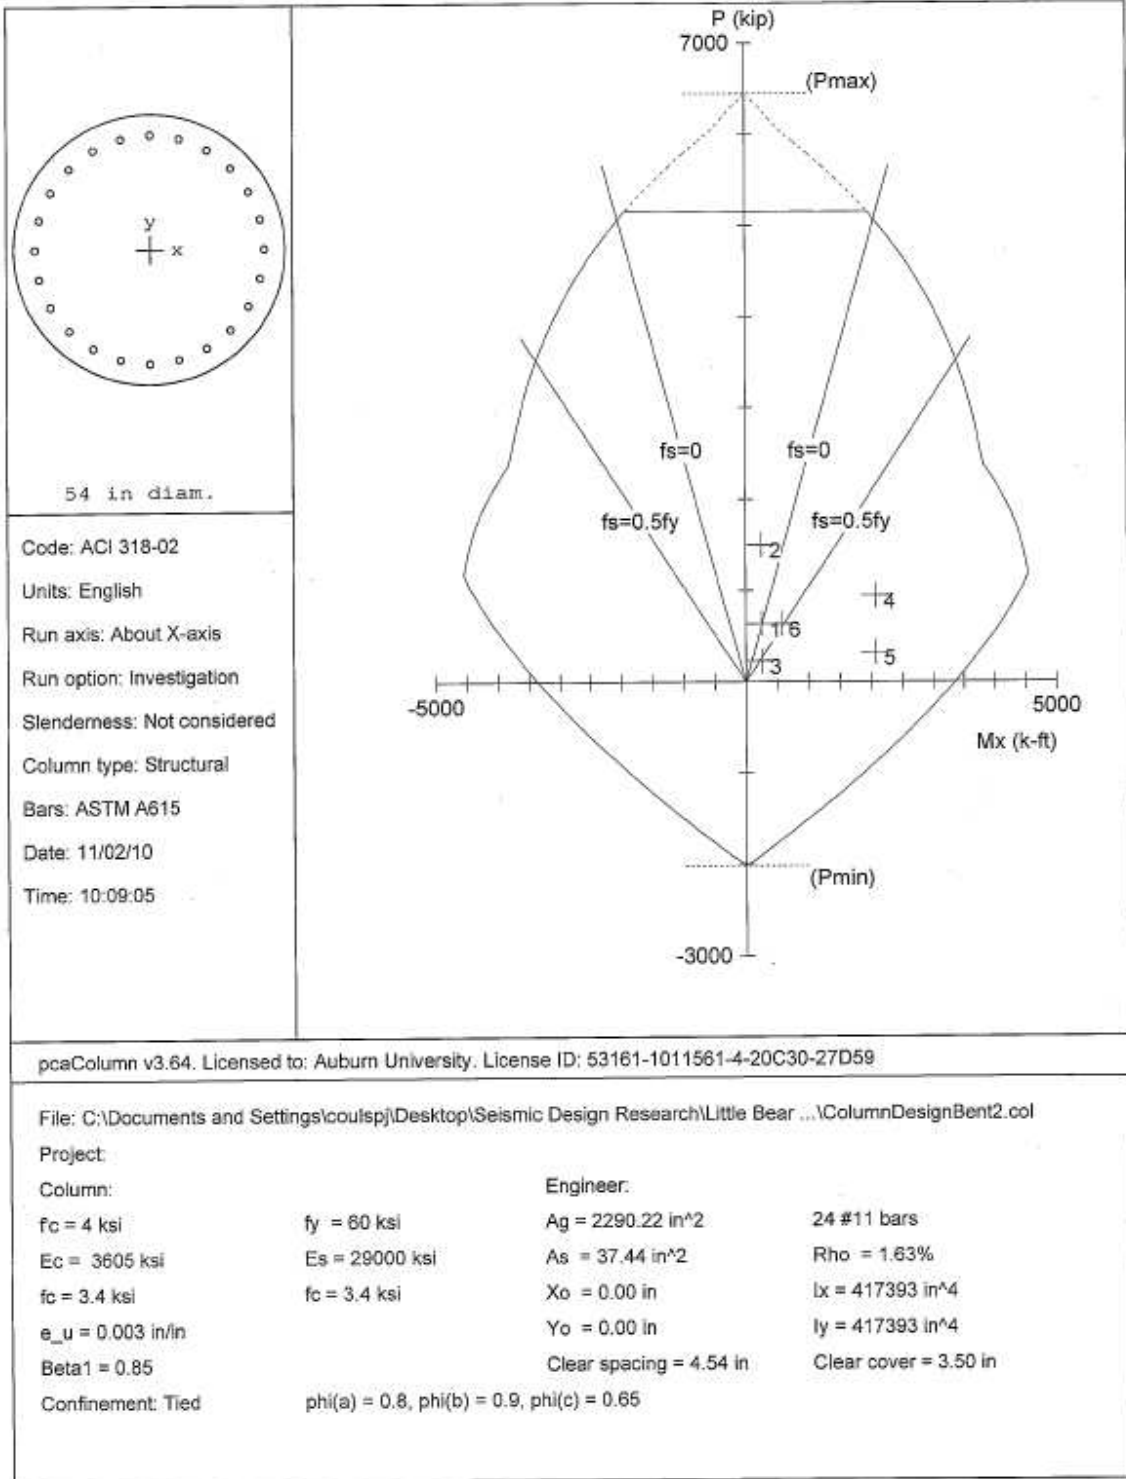 P (kip)
7000
(Pmax)
y
x
fs=0
fs=0
54 in diam.
fs=0.5fy
fs=0.5fy
2
4
1
6
5
3
-5000
5000
Mx (k-ft)
(Pmin)
-3000
Code: ACI 318-02
Units: English
Run axis: About X-axis
Run option: Investigation
Slenderness: Not considered
Column type: Structural
Bars: ASTM A615
Date: 11/02/10
Time: 10:09:05
pcaColumn v3.64. Licensed to: Auburn University. License ID: 53161-1011561-4-20C30-27D59
File: C:\Documents and Settings\coulspj\Desktop\Seismic Design Research\Little Bear ...\ColumnDesignBent2.col
Project:
Column: Engineer:
f'c = 4 ksi fy = 60 ksi Ag = 2290.22 in^2 24 #11 bars
Ec = 3605 ksi Es = 29000 ksi As = 37.44 in^2 Rho = 1.63%
fc = 3.4 ksi fc = 3.4 ksi Xo = 0.00 in Ix = 417393 in^4
e_u = 0.003 in/in Yo = 0.00 in Iy = 417393 in^4
Beta1 = 0.85 Clear spacing = 4.54 in Clear cover = 3.50 in
Confinement: Tied phi(a) = 0.8, phi(b) = 0.9, phi(c) = 0.65